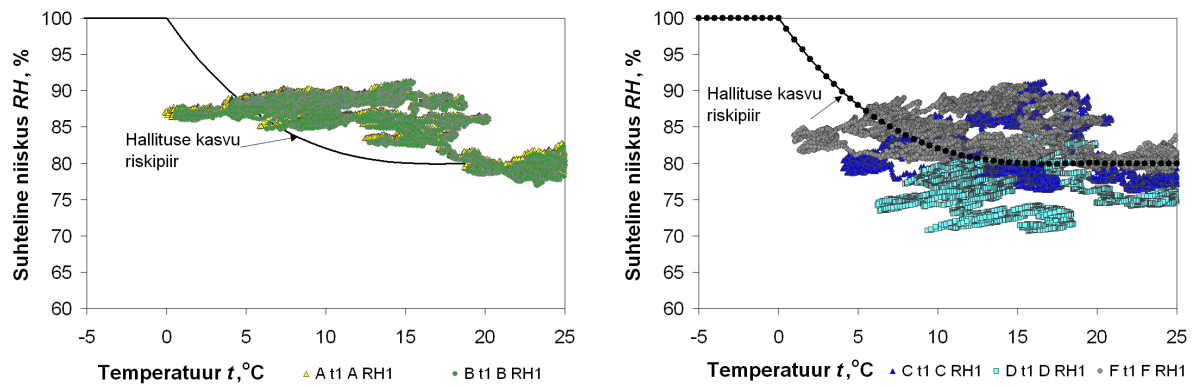 Suhteline niiskus RH, %
100
95
90
85
80
75
70
65
60
Hallituse kasvu
riskipiir
-5 0 5 10 15 20 25
Temperatuur t,°C
A t1 A RH1 B t1 B RH1
Suhteline niiskus RH, %
100
95
90
85
80
75
70
65
60
Hallituse kasvu
riskipiir
-5 0 5 10 15 20 25
Temperatuur t,°C
C t1 C RH1 D t1 D RH1 F t1 F RH1